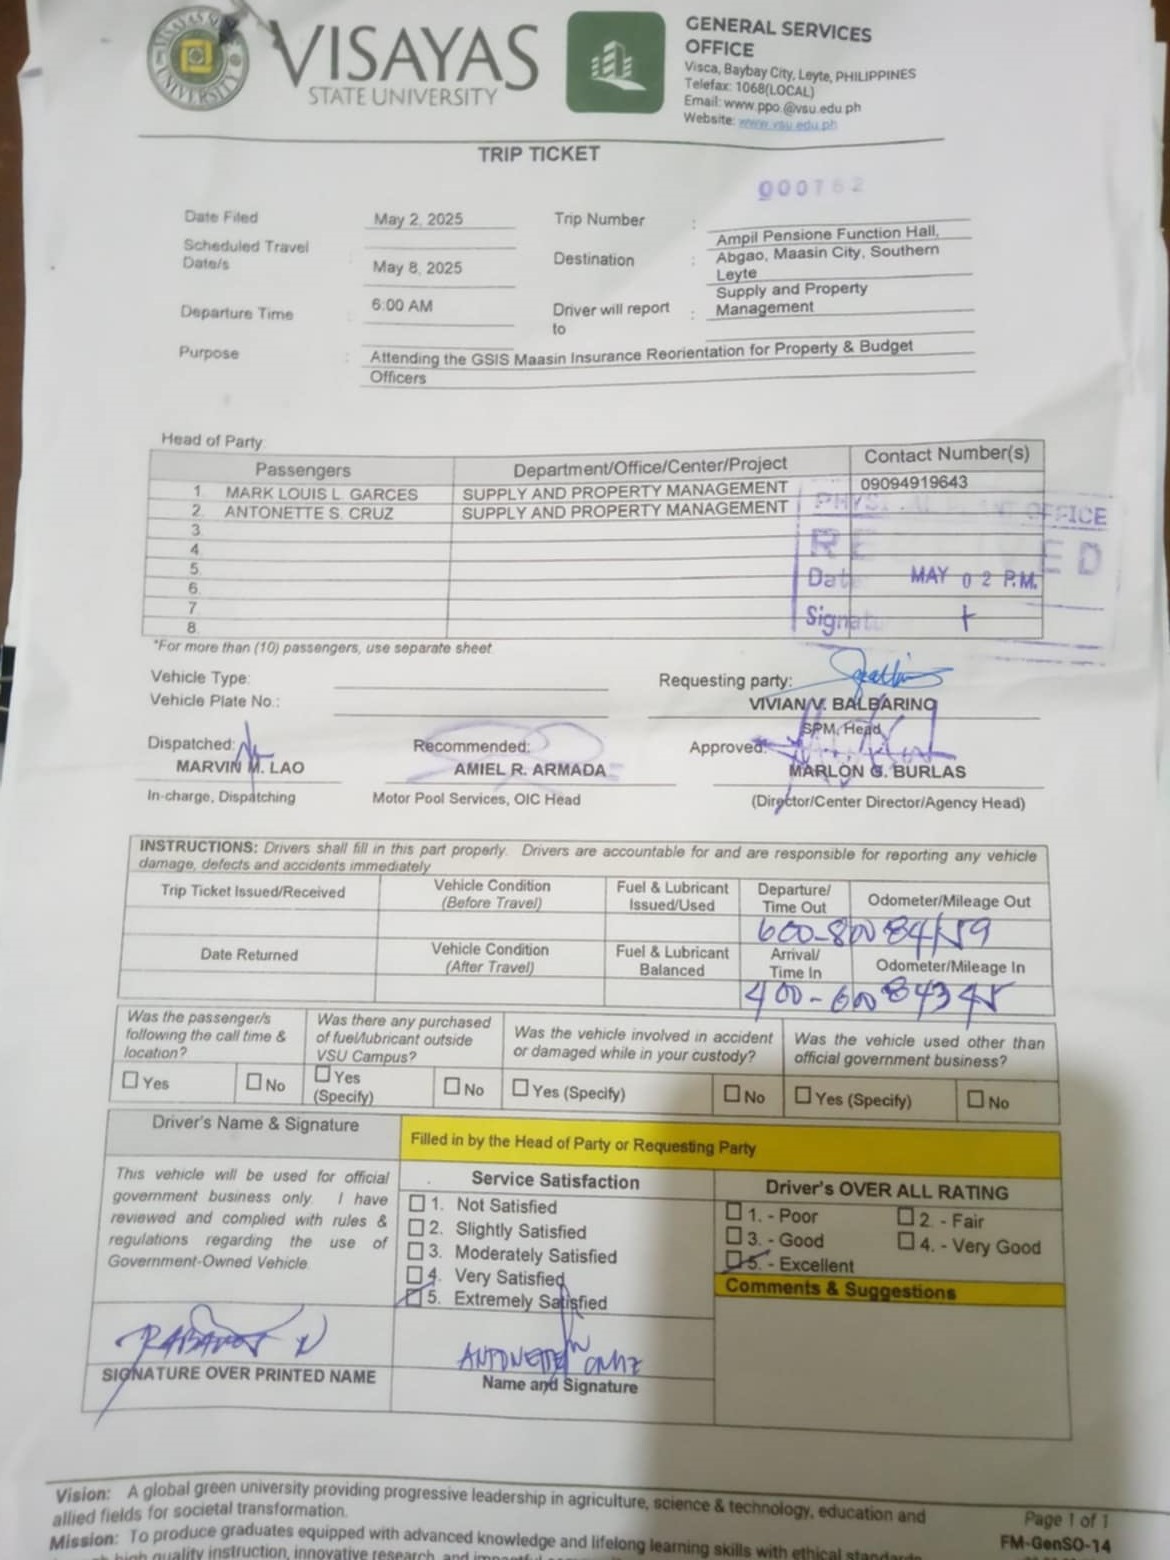 VISAYAS
STATE UNIVERSITY
GENERAL SERVICES
OFFICE
Visca, Baybay City, Leyte, PHILIPPINES
Telefax: 1068(LOCAL)
Email: www.ppo.@vsu.edu.ph
Website: www.vsu.edu.ph
TRIP TICKET
000762
Date Filed May 2, 2025 Trip Number :
Scheduled Travel Date/s May 8, 2025 Destination : Ampil Pensione Function Hall,
Abgao, Maasin City, Southern
Leyte
Departure Time 6:00 AM Driver will report to : Supply and Property
Management
Purpose : Attending the GSIS Maasin Insurance Reorientation for Property & Budget
Officers
Head of Party:
Passengers Department/Office/Center/Project Contact Number(s)
1. MARK LOUIS L. GARCES SUPPLY AND PROPERTY MANAGEMENT 09094919643
2. ANTONETTE S. CRUZ SUPPLY AND PROPERTY MANAGEMENT
3.
4.
5.
6.
7.
8.
OFFICE
RECEIVED
Date MAY 02 P.M.
Signature
*For more than (10) passengers, use separate sheet
Vehicle Type: Requesting party:
Vehicle Plate No.: VIVIAN V. BALBARINO
SPM, Head
Dispatched: Recommended: Approved:
MARVIN M. LAO AMIEL R. ARMADA MARLON G. BURLAS
In-charge, Dispatching Motor Pool Services, OIC Head (Director/Center Director/Agency Head)
INSTRUCTIONS: Drivers shall fill in this part properly. Drivers are accountable for and are responsible for reporting any vehicle
damage, defects and accidents immediately
Trip Ticket Issued/Received Vehicle Condition (Before Travel) Fuel & Lubricant Issued/Used Departure/ Time Out Odometer/Mileage Out
600-800 84159
Date Returned Vehicle Condition (After Travel) Fuel & Lubricant Balanced Arrival/ Time In Odometer/Mileage In
400-600 84345
Was the passenger/s following the call time & location? Was there any purchased of fuel/lubricant outside VSU Campus? Was the vehicle involved in accident or damaged while in your custody? Was the vehicle used other than official government business?
Yes No Yes (Specify) No Yes (Specify) No Yes (Specify) No
Driver's Name & Signature Filled in by the Head of Party or Requesting Party
This vehicle will be used for official
government business only. I have
reviewed and complied with rules &
regulations regarding the use of
Government-Owned Vehicle.
Service Satisfaction
1. Not Satisfied
2. Slightly Satisfied
3. Moderately Satisfied
4. Very Satisfied
5. Extremely Satisfied
Driver's OVER ALL RATING
1. - Poor 2. - Fair
3. - Good 4. - Very Good
5. - Excellent
Comments & Suggestions
ANTONETTE CRUZ
SIGNATURE OVER PRINTED NAME Name and Signature
Vision: A global green university providing progressive leadership in agriculture, science & technology, education and
allied fields for societal transformation.
Mission: To produce graduates equipped with advanced knowledge and lifelong learning skills with ethical standards
high quality instruction, innovative research and
Page 1 of 1
FM-GenSO-14